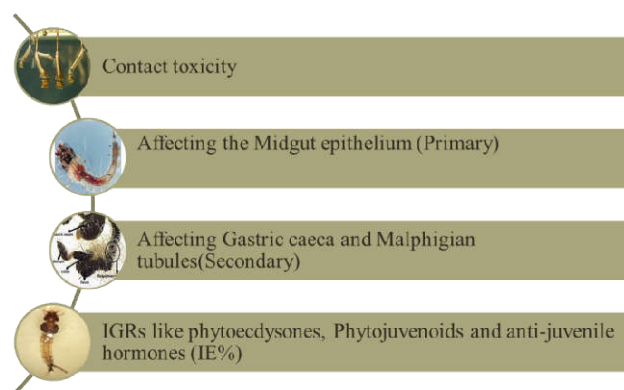 Contact toxicity
Affecting the Midgut epithelium (Primary)
Affecting Gastric caeca and Malphigian
tubules(Secondary)
IGRs like phytoecdysones, Phytojuvenoids and anti-juvenile
hormones (IE%)